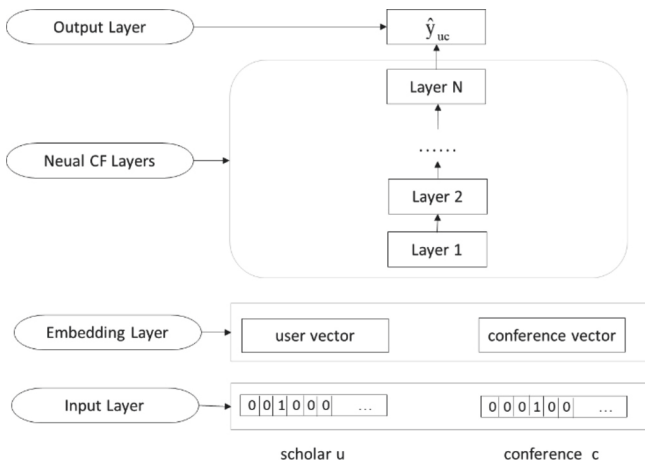 Output Layer
ŷuc
Layer N
......
Neual CF Layers
Layer 2
Layer 1
Embedding Layer
user vector
conference vector
Input Layer
0 0 1 0 0 0 ...
0 0 0 1 0 0 ...
scholar u
conference c